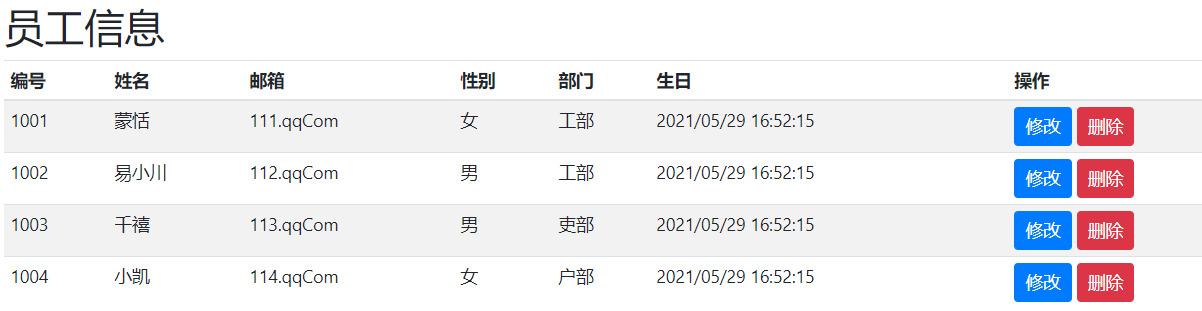 员工信息
编号 姓名 邮箱 性别 部门 生日 操作
1001 蒙恬 111.qqCom 女 工部 2021/05/29 16:52:15 修改 删除
1002 易小川 112.qqCom 男 工部 2021/05/29 16:52:15 修改 删除
1003 千禧 113.qqCom 男 吏部 2021/05/29 16:52:15 修改 删除
1004 小凯 114.qqCom 女 户部 2021/05/29 16:52:15 修改 删除